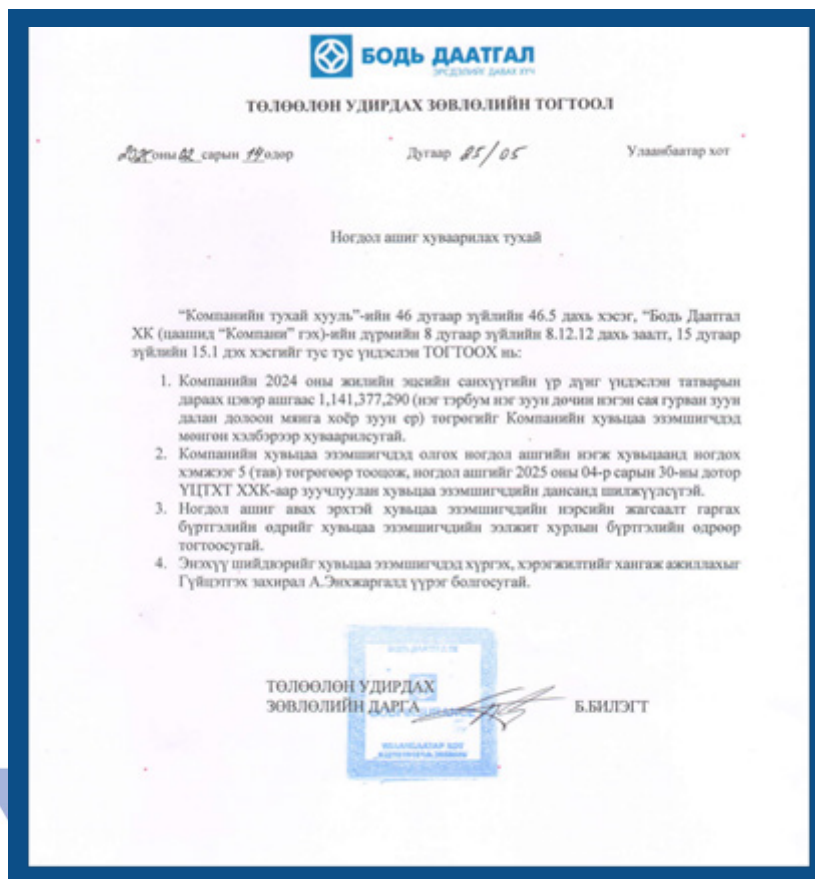 БОДЬ ДААТГАЛ
ЭРСДЭЛИЙГ ДАВАХ ХҮЧ
ТӨЛӨӨЛӨН УДИРДАХ ЗӨВЛӨЛИЙН ТОГТООЛ
оны 02 сарын 14 өдөр Дугаар 25/05 Улаанбаатар хот
Ногдол ашиг хуваарилах тухай
“Компанийн тухай хууль”-ийн 46 дугаар зүйлийн 46.5 дахь хэсэг, “Бодь Даатгал
ХК (цаашид “Компани” гэх)-ийн дүрмийн 8 дугаар зүйлийн 8.12.12 дахь заалт, 15 дугаар
зүйлийн 15.1 дэх хэсгийг тус тус үндэслэн ТОГТООХ нь:
1. Компанийн 2024 оны жилийн эцсийн санхүүгийн үр дүнг үндэслэн татварын
дараах цэвэр ашгаас 1,141,377,290 (нэг тэрбум нэг зуун дөчин нэгэн сая гурван зуун
далан долоон мянга хоёр зуун ер) төгрөгийг Компанийн хувьцаа эзэмшигчдэд
мөнгөн хэлбэрээр хуваарилсугай.
2. Компанийн хувьцаа эзэмшигчдэд олгох ногдол ашгийн нэгж хувьцаанд ногдох
хэмжээг 5 (тав) төгрөгөөр тооцож, ногдол ашгийг 2025 оны 04-р сарын 30-ны дотор
ҮЦТХТ ХХК-аар зуучлуулан хувьцаа эзэмшигчдийн дансанд шилжүүлсүгэй.
3. Ногдол ашиг авах эрхтэй хувьцаа эзэмшигчдийн нэрсийн жагсаалт гаргах
бүртгэлийн өдрийг хувьцаа эзэмшигчдийн ээлжит хурлын бүртгэлийн өдрөөр
тогтоосугай.
4. Энэхүү шийдвэрийг хувьцаа эзэмшигчдэд хүргэх, хэрэгжилтийг хангаж ажиллахыг
Гүйцэтгэх захирал А.Энхжаргалд үүрэг болгосугай.
ТӨЛӨӨЛӨН УДИРДАХ
ЗӨВЛӨЛИЙН ДАРГА Б.БИЛЭГТ